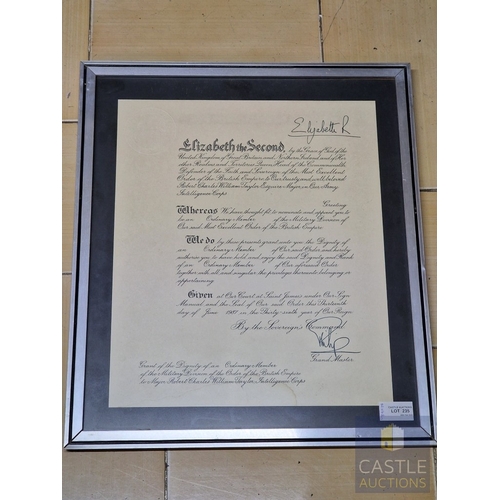 Elizabeth R
Elizabeth the Second, by the Grace of God of the
United Kingdom of Great Britain and Northern Ireland and of Her
other Realms and Territories Queen, Head of the Commonwealth,
Defender of the Faith and Sovereign of the Most Excellent
Order of the British Empire to Our trusty and well beloved
Robert Charles William Taylor Esquire Major in Our Army
Intelligence Corps
Greeting
Whereas We have thought fit to nominate and appoint you to
be an Ordinary Member of the Military Division of
Our said Most Excellent Order of the British Empire
We do by these presents grant unto you the Dignity of
an Ordinary Member of Our said Order and hereby
authorise you to have hold and enjoy the said Dignity and Rank
of an Ordinary Member of Our aforesaid Order
together with all and singular the privileges thereunto belonging or
appertaining
Given at Our Court at Saint James's under Our Sign
Manual and the Seal of Our said Order this Thirteenth
day of June in the Thirty-sixth year of Our Reign
By the Sovereign's Command
Grand Master
Grant of the Dignity of an Ordinary Member
of the Military Division of the Order of the British Empire
to Major Robert Charles William Taylor, Intelligence Corps
LOT 235
CASTLE
AUCTIONS